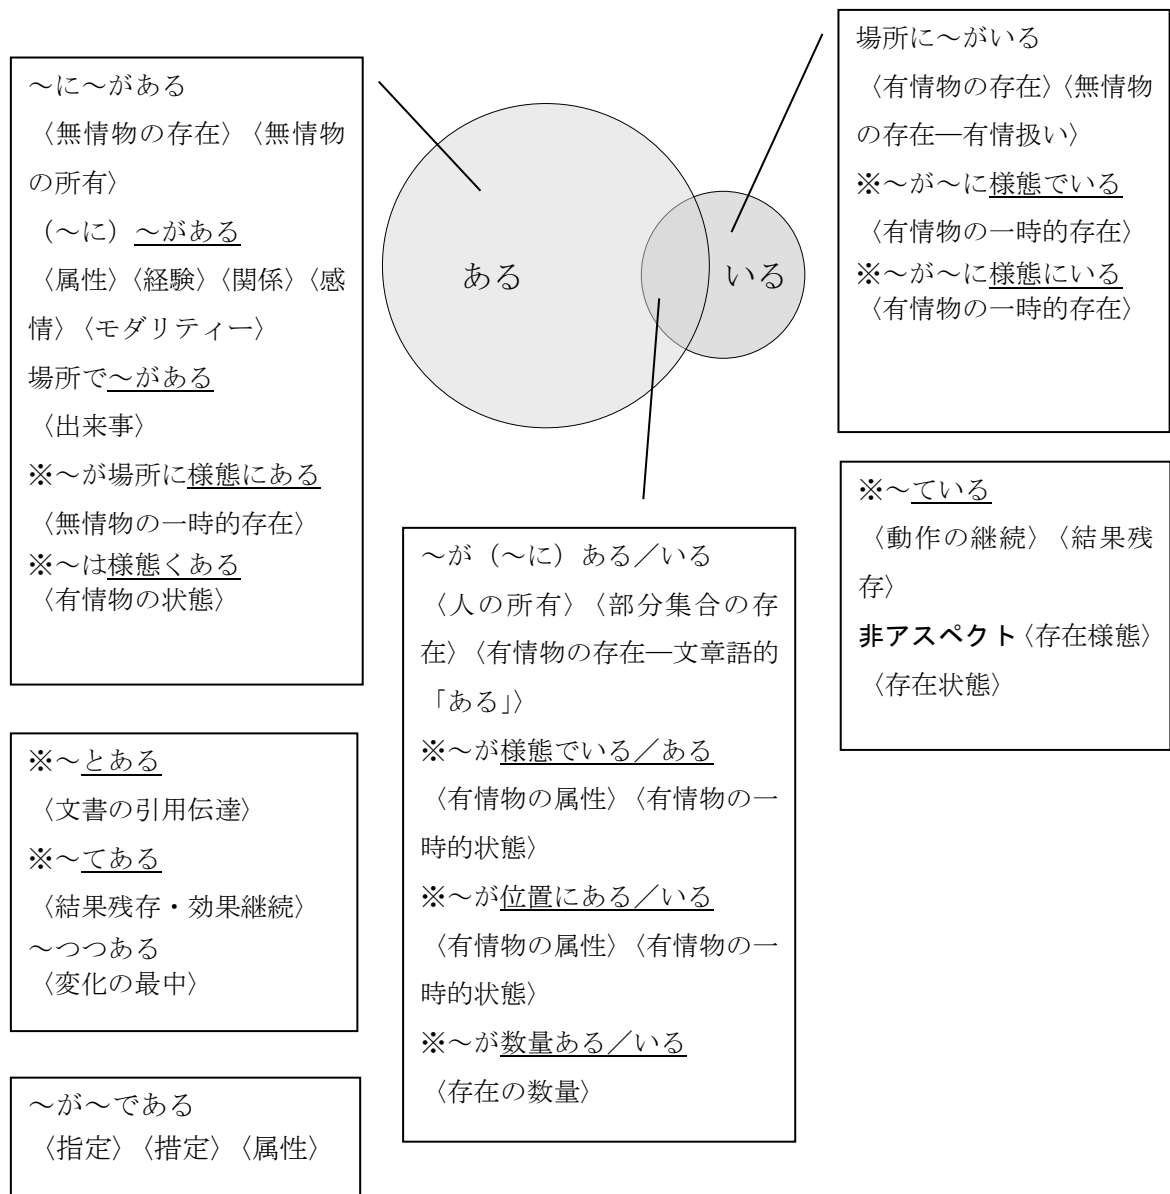 ～に～がある
〈無情物の存在〉〈無情物
の所有〉
（～に）～がある
〈属性〉〈経験〉〈関係〉〈感
情〉〈モダリティー〉
場所で～がある
〈出来事〉
※～が場所に様態にある
〈無情物の一時的存在〉
※～は様態くある
〈有情物の状態〉
※～とある
〈文書の引用伝達〉
※～てある
〈結果残存・効果継続〉
～つつある
〈変化の最中〉
～が～である
〈指定〉〈措定〉〈属性〉
ある
いる
～が（～に）ある／いる
〈人の所有〉〈部分集合の存
在〉〈有情物の存在―文章語的
「ある」〉
※～が様態でいる／ある
〈有情物の属性〉〈有情物の一
時的状態〉
※～が位置にある／いる
〈有情物の属性〉〈有情物の一
時的状態〉
※～が数量ある／いる
〈存在の数量〉
場所に～がいる
〈有情物の存在〉〈無情物
の存在―有情扱い〉
※～が～に様態でいる
〈有情物の一時的存在〉
※～が～に様態にいる
〈有情物の一時的存在〉
※～ている
〈動作の継続〉〈結果残
存〉
非アスペクト〈存在様態〉
〈存在状態〉